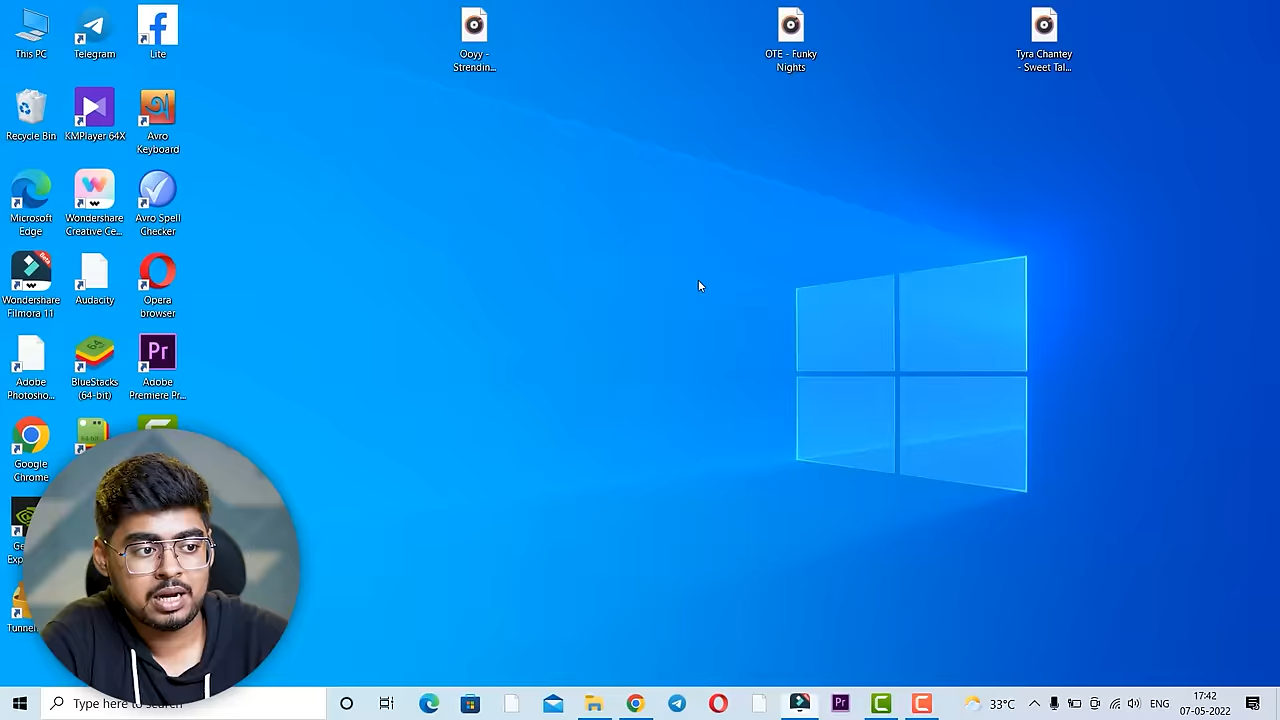 This PC
Telegram
Lite
Ooyy -
Strendin...
OTE - Funky
Nights
Tyra Chantey
- Sweet Tal...
Recycle Bin
KMPlayer 64X
Avro
Keyboard
Microsoft
Edge
Wondershare
Creative Ce...
Avro Spell
Checker
Wondershare
Filmora 11
Audacity
Opera
browser
Adobe
Photosho...
BlueStacks
(64-bit)
Adobe
Premiere Pr...
Google
Chrome
Type here to search
33°C
ENG
17:42
07-05-2022